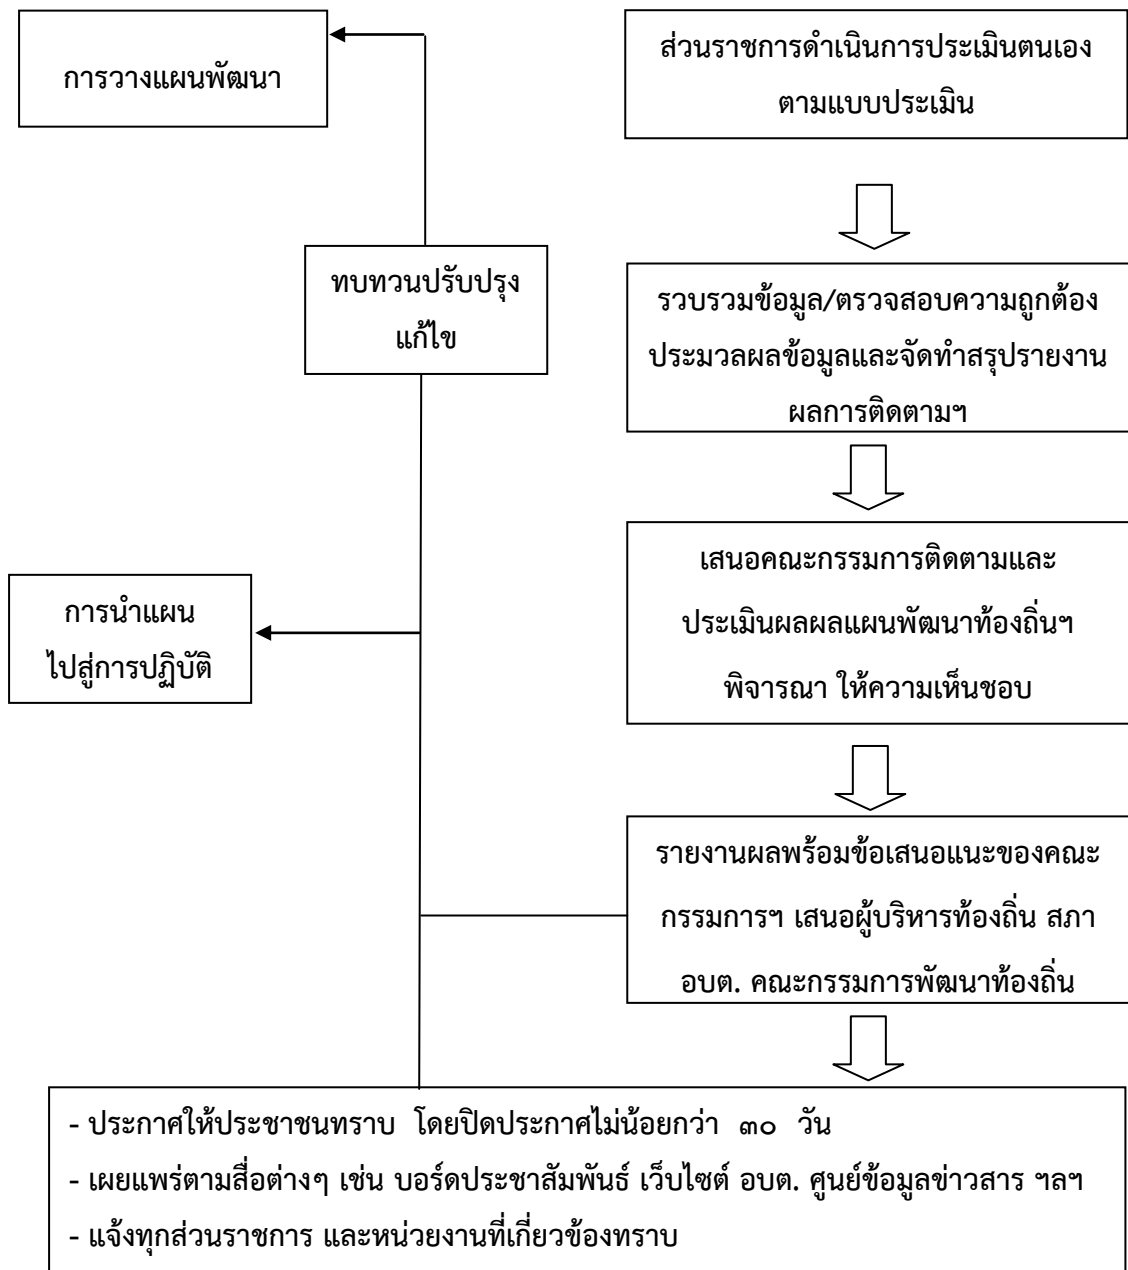 การวางแผนพัฒนา
ส่วนราชการดำเนินการประเมินตนเอง
ตามแบบประเมิน
ทบทวนปรับปรุง
แก้ไข
รวบรวมข้อมูล/ตรวจสอบความถูกต้อง
ประมวลผลข้อมูลและจัดทำสรุปรายงาน
ผลการติดตามฯ
การนำแผน
ไปสู่การปฏิบัติ
เสนอคณะกรรมการติดตามและ
ประเมินผลผลแผนพัฒนาท้องถิ่นฯ
พิจารณา ให้ความเห็นชอบ
รายงานผลพร้อมข้อเสนอแนะของคณะ
กรรมการฯ เสนอผู้บริหารท้องถิ่น สภา
อบต. คณะกรรมการพัฒนาท้องถิ่น
- ประกาศให้ประชาชนทราบ โดยปิดประกาศไม่น้อยกว่า ๓๐ วัน
- เผยแพร่ตามสื่อต่างๆ เช่น บอร์ดประชาสัมพันธ์ เว็บไซต์ อบต. ศูนย์ข้อมูลข่าวสาร ฯลฯ
- แจ้งทุกส่วนราชการ และหน่วยงานที่เกี่ยวข้องทราบ